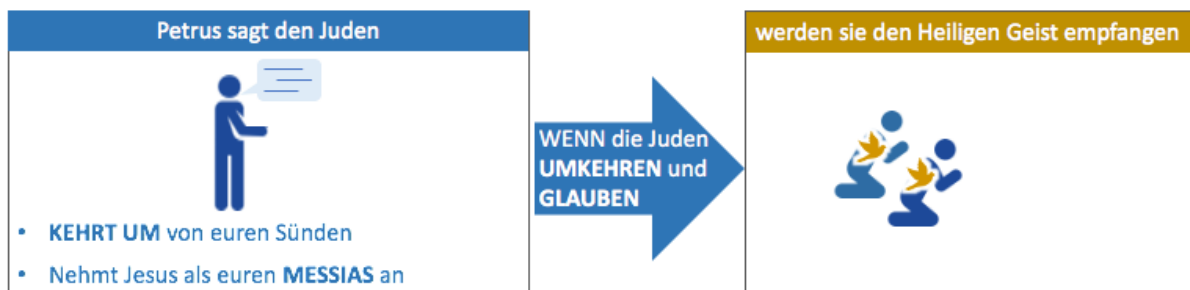 Petrus sagt den Juden
• KEHRT UM von euren Sünden
• Nehmt Jesus als euren MESSIAS an
WENN die Juden
UMKEHREN und
GLAUBEN
werden sie den Heiligen Geist empfangen